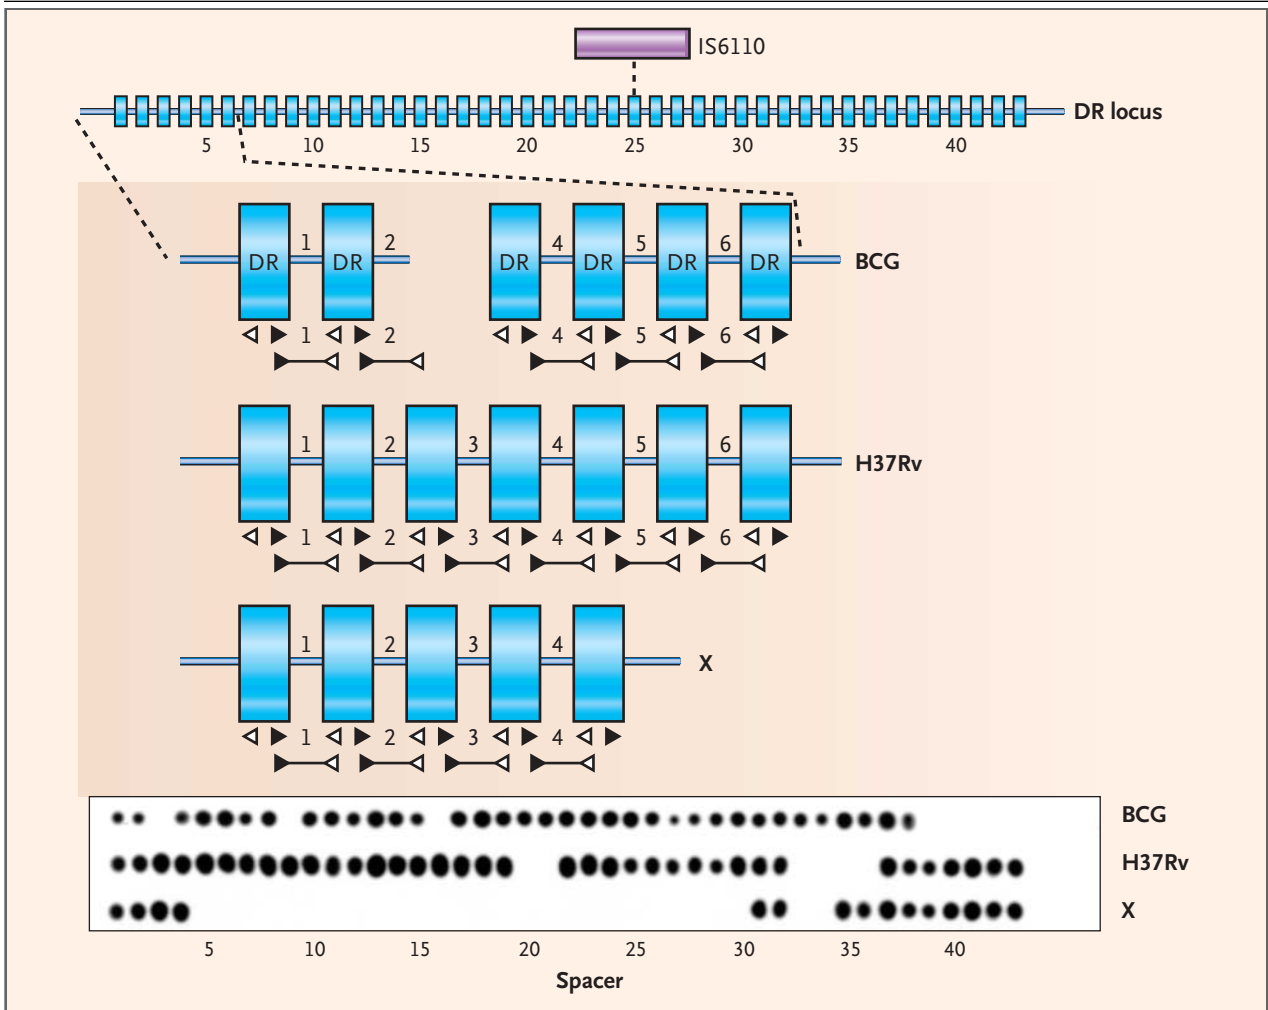 IS6110
DR locus
5 10 15 20 25 30 35 40
1 2 4 5 6
DR DR DR DR DR DR BCG
1 2 4 5 6
1 2 3 4 5 6
H37Rv
1 2 3 4 5 6
1 2 3 4
X
1 2 3 4
BCG
H37Rv
X
5 10 15 20 25 30 35 40
Spacer